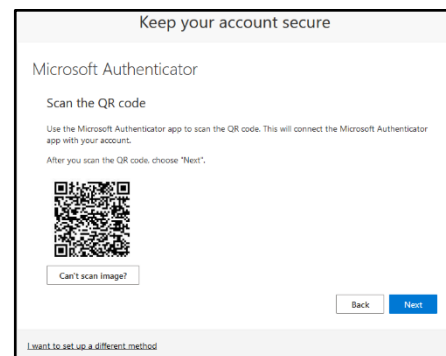 Keep your account secure
Microsoft Authenticator
Scan the QR code
Use the Microsoft Authenticator app to scan the QR code. This will connect the Microsoft Authenticator
app with your account.
After you scan the QR code, choose "Next".
Can't scan image?
Back Next
I want to set up a different method